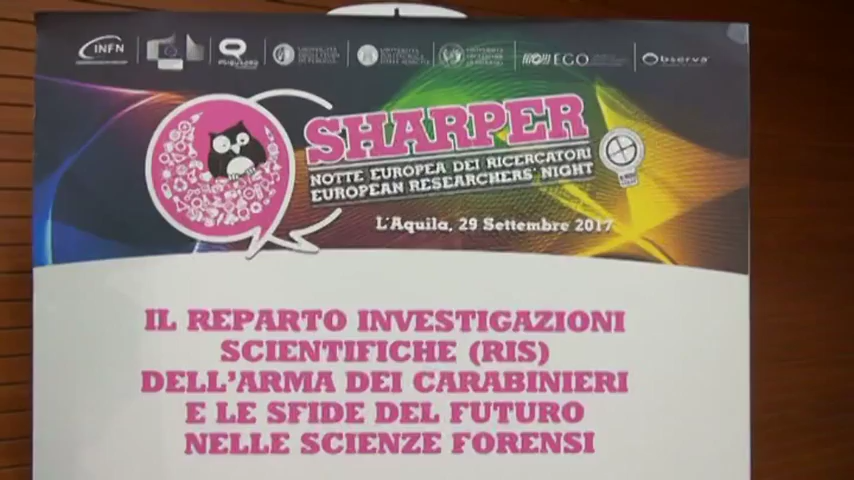 INFN
EGO
Observa
SHARPER
NOTTE EUROPEA DEI RICERCATORI
EUROPEAN RESEARCHERS' NIGHT
L'Aquila, 29 Settembre 2017
IL REPARTO INVESTIGAZIONI
SCIENTIFICHE (RIS)
DELL'ARMA DEI CARABINIERI
E LE SFIDE DEL FUTURO
NELLE SCIENZE FORENSI